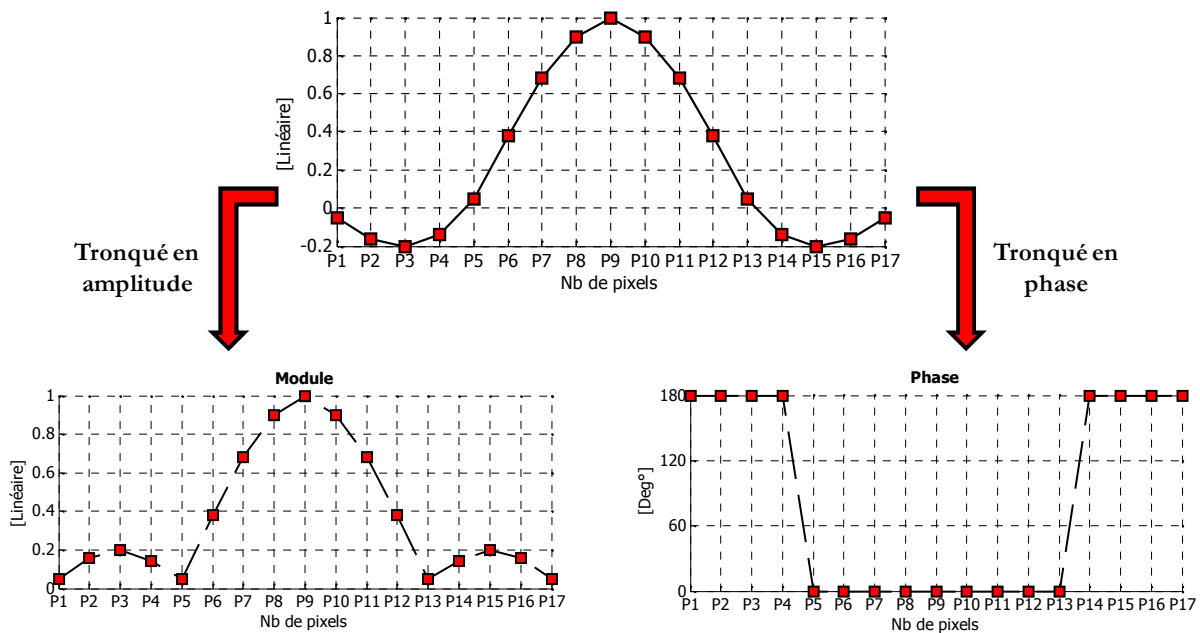 1
0.8
0.6
0.4
0.2
0
-0.2
[Linéaire]
P1 P2 P3 P4 P5 P6 P7 P8 P9 P10 P11 P12 P13 P14 P15 P16 P17
Nb de pixels
Tronqué en
amplitude
Tronqué en
phase
Module
1
0.8
0.6
0.4
0.2
0
[Linéaire]
P1 P2 P3 P4 P5 P6 P7 P8 P9 P10 P11 P12 P13 P14 P15 P16 P17
Nb de pixels
Phase
180
120
60
0
[Deg°]
P1 P2 P3 P4 P5 P6 P7 P8 P9 P10 P11 P12 P13 P14 P15 P16 P17
Nb de pixels